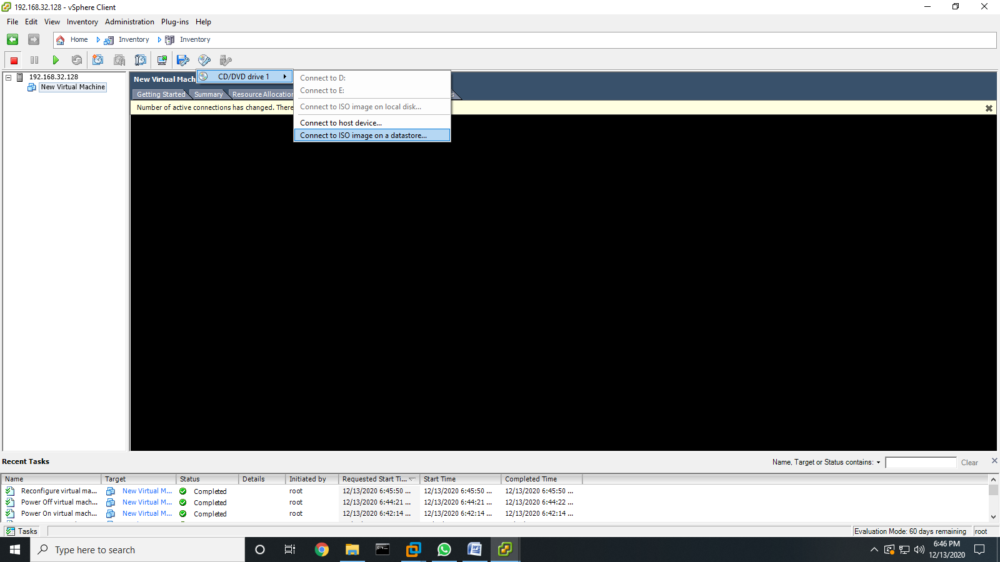 192.168.32.128 - vSphere Client
File Edit View Inventory Administration Plug-ins Help
Home Inventory Inventory
192.168.32.128
New Virtual Machine
New Virtual Mach
CD/DVD drive 1
Connect to D:
Connect to E:
Connect to ISO image on local disk...
Connect to host device...
Connect to ISO image on a datastore...
Getting Started Summary Resource Allocation s
Number of active connections has changed. There
Recent Tasks
Name, Target or Status contains: Clear
Name Target Status Details Initiated by Requested Start Ti... Start Time Completed Time
Reconfigure virtual ma... New Virtual M... Completed root 12/13/2020 6:45:50 ... 12/13/2020 6:45:50 ... 12/13/2020 6:45:50 ...
Power Off virtual mach... New Virtual M... Completed root 12/13/2020 6:44:21 ... 12/13/2020 6:44:21 ... 12/13/2020 6:44:22 ...
Power On virtual mach... New Virtual M... Completed root 12/13/2020 6:42:14 ... 12/13/2020 6:42:14 ... 12/13/2020 6:42:14 ...
Tasks Evaluation Mode: 60 days remaining root
Type here to search
6:46 PM
12/13/2020